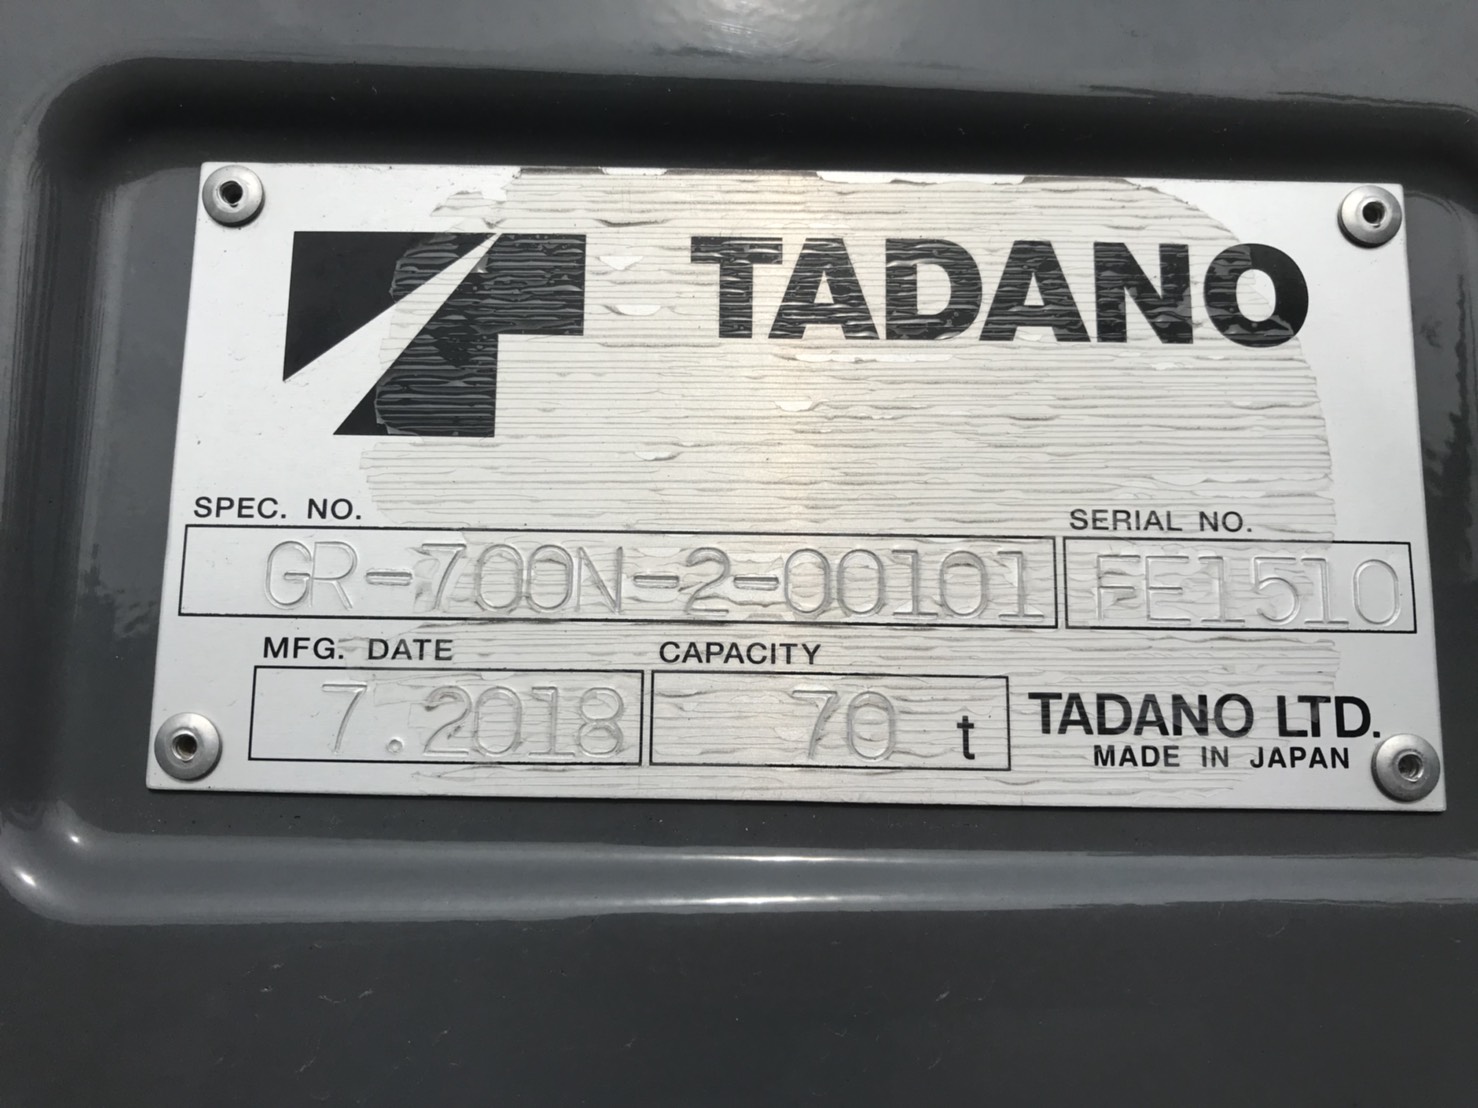 TADANO
SPEC. NO.
GR-700N-2-00101
SERIAL NO.
FE1510
MFG. DATE
7.2018
CAPACITY
70 t
TADANO LTD.
MADE IN JAPAN